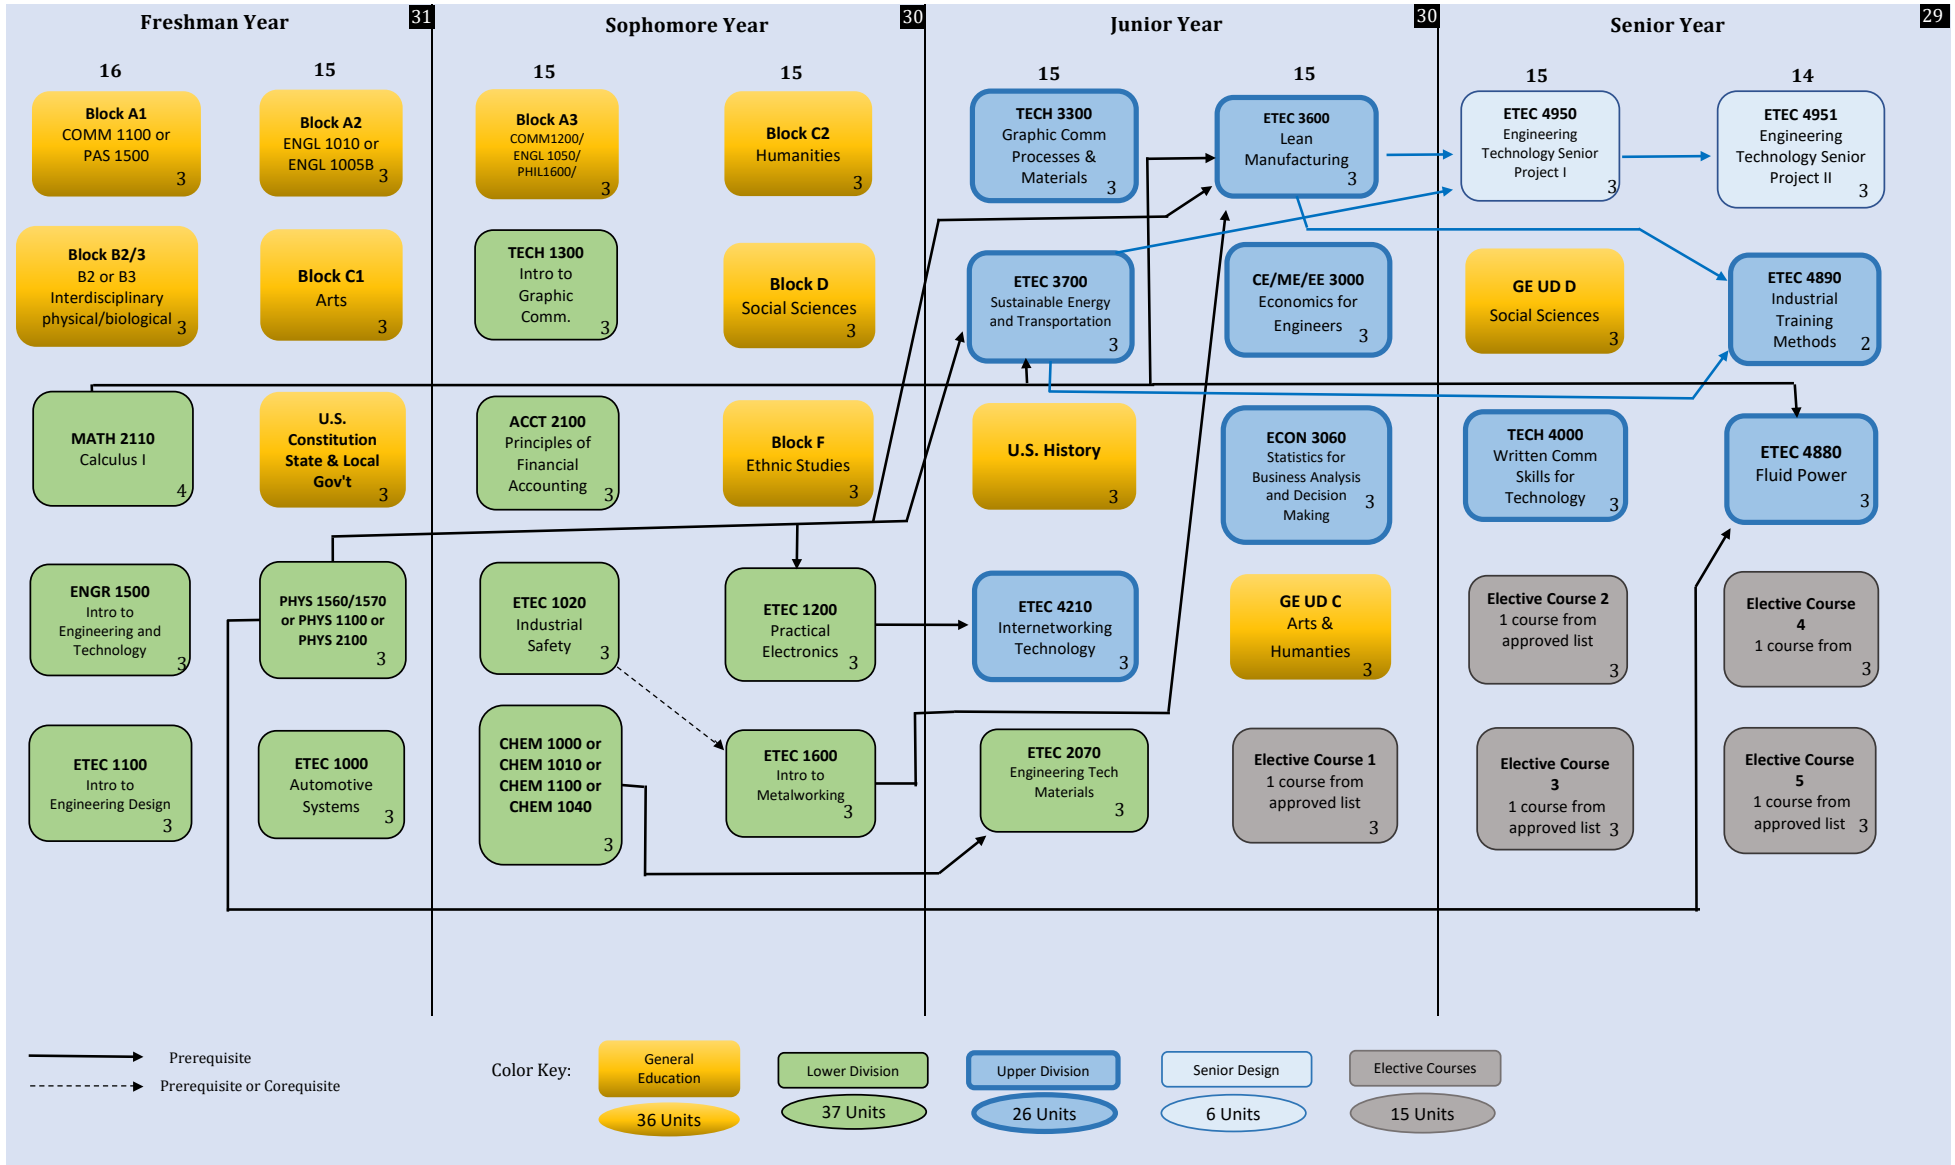 Freshman Year
31
Sophomore Year
30
Junior Year
30
Senior Year
29
16
15
15
15
15
15
15
14
Block A1
COMM 1100 or
PAS 1500
3
Block A2
ENGL 1010 or
ENGL 1005B
3
Block A3
COMM1200/
ENGL 1050/
PHIL1600/
3
Block C2
Humanities
3
TECH 3300
Graphic Comm
Processes &
Materials
3
ETEC 3600
Lean
Manufacturing
3
ETEC 4950
Engineering
Technology Senior
Project I
3
ETEC 4951
Engineering
Technology Senior
Project II
3
Block B2/3
B2 or B3
Interdisciplinary
physical/biological
3
Block C1
Arts
3
TECH 1300
Intro to
Graphic
Comm.
3
Block D
Social Sciences
3
ETEC 3700
Sustainable Energy
and Transportation
3
CE/ME/EE 3000
Economics for
Engineers
3
GE UD D
Social Sciences
3
ETEC 4890
Industrial
Training
Methods
2
MATH 2110
Calculus I
4
U.S.
Constitution
State & Local
Gov't
3
ACCT 2100
Principles of
Financial
Accounting
3
Block F
Ethnic Studies
3
U.S. History
3
ECON 3060
Statistics for
Business Analysis
and Decision
Making
3
TECH 4000
Written Comm
Skills for
Technology
3
ETEC 4880
Fluid Power
3
ENGR 1500
Intro to
Engineering and
Technology
3
PHYS 1560/1570
or PHYS 1100 or
PHYS 2100
3
ETEC 1020
Industrial
Safety
3
ETEC 1200
Practical
Electronics
3
ETEC 4210
Internetworking
Technology
3
GE UD C
Arts &
Humanties
3
Elective Course 2
1 course from
approved list
3
Elective Course
4
1 course from
3
ETEC 1100
Intro to
Engineering Design
3
ETEC 1000
Automotive
Systems
3
CHEM 1000 or
CHEM 1010 or
CHEM 1100 or
CHEM 1040
3
ETEC 1600
Intro to
Metalworking
3
ETEC 2070
Engineering Tech
Materials
3
Elective Course 1
1 course from
approved list
3
Elective Course
3
1 course from
approved list
3
Elective Course
5
1 course from
approved list
3
Prerequisite
Prerequisite or Corequisite
Color Key:
General
Education
Lower Division
Upper Division
Senior Design
Elective Courses
36 Units
37 Units
26 Units
6 Units
15 Units